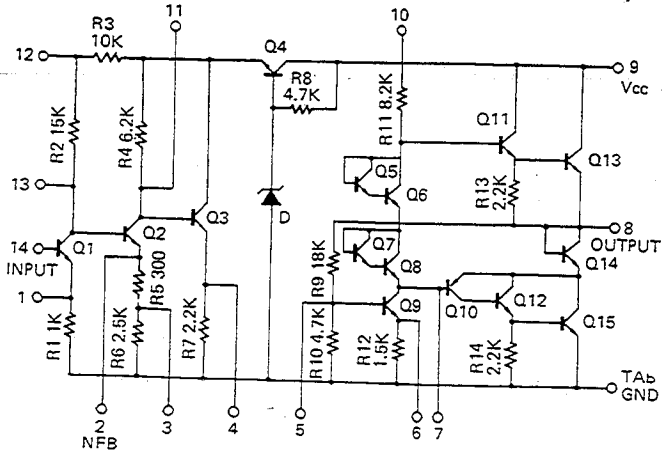 11
10
R3
10K
12
Q4
9
Vcc
R8
4.7K
R2 15K
R4 6.2K
R11 8.2K
Q11
Q13
Q5
Q6
R13
2.2K
13
Q3
D
8
OUTPUT
Q14
14
INPUT
Q1
Q2
Q7
Q8
R9 18K
R5 300
Q9
Q10
Q12
Q15
1
R1 1K
R6 2.5K
R7 2.2K
R10 4.7K
R12
1.5K
R14
2.2K
TAb
GND
2
NFB
3
4
5
6
7